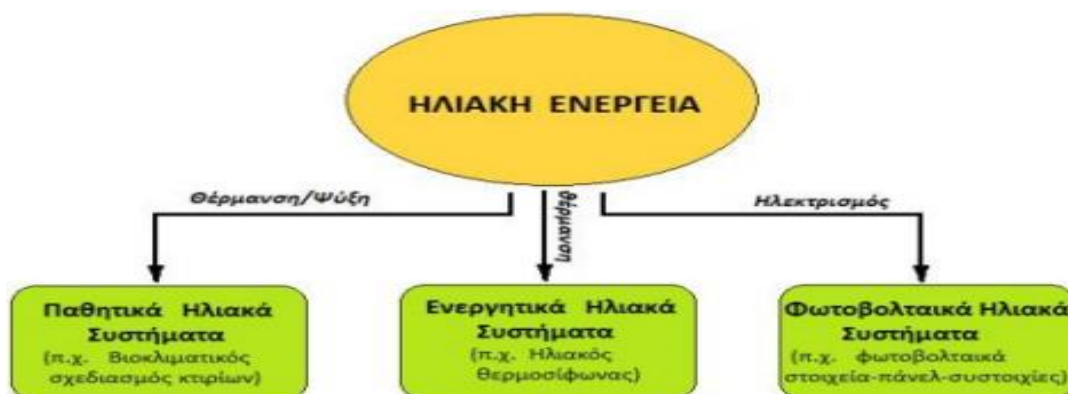 ΗΛΙΑΚΗ ΕΝΕΡΓΕΙΑ
Θέρμανση/Ψύξη
Θέρμανση
Ηλεκτρισμός
Παθητικά Ηλιακά
Συστήματα
(π.χ. Βιοκλιματικός
σχεδιασμός κτιρίων)
Ενεργητικά Ηλιακά
Συστήματα
(π.χ. Ηλιακός
θερμοσίφωνας)
Φωτοβολταικά Ηλιακά
Συστήματα
(π.χ. φωτοβολταικά
στοιχεία-πάνελ-συστοιχίες)